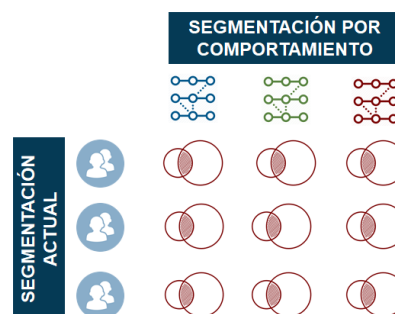 SEGMENTACIÓN POR
COMPORTAMIENTO
SEGMENTACIÓN
ACTUAL